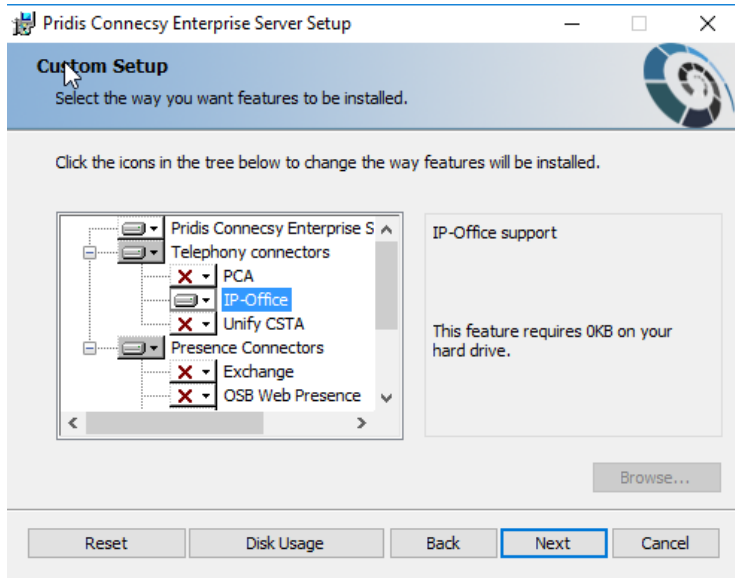 Pridis Connecsy Enterprise Server Setup
Custom Setup
Select the way you want features to be installed.
Click the icons in the tree below to change the way features will be installed.
Pridis Connecsy Enterprise S
Telephony connectors
PCA
IP-Office
Unify CSTA
Presence Connectors
Exchange
OSB Web Presence
IP-Office support
This feature requires 0KB on your
hard drive.
Browse...
Reset
Disk Usage
Back
Next
Cancel